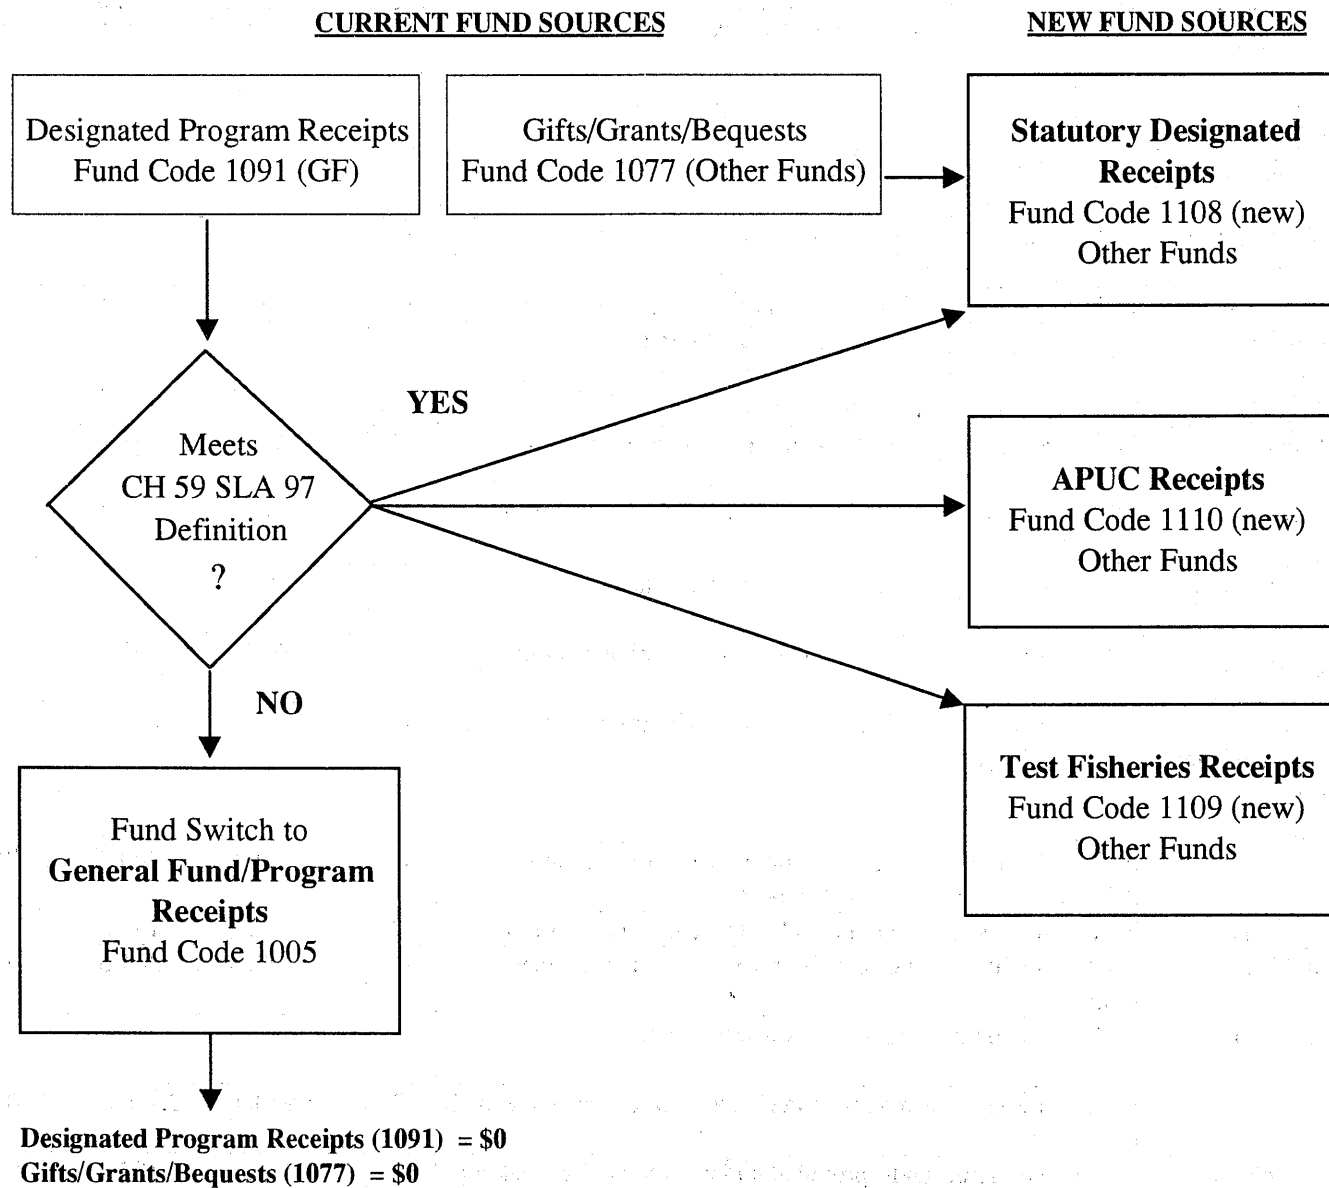 CURRENT FUND SOURCES
NEW FUND SOURCES
Designated Program Receipts
Fund Code 1091 (GF)
Gifts/Grants/Bequests
Fund Code 1077 (Other Funds)
Statutory Designated
Receipts
Fund Code 1108 (new)
Other Funds
YES
Meets
CH 59 SLA 97
Definition
?
APUC Receipts
Fund Code 1110 (new)
Other Funds
NO
Test Fisheries Receipts
Fund Code 1109 (new)
Other Funds
Fund Switch to
General Fund/Program
Receipts
Fund Code 1005
Designated Program Receipts (1091) = $0
Gifts/Grants/Bequests (1077) = $0